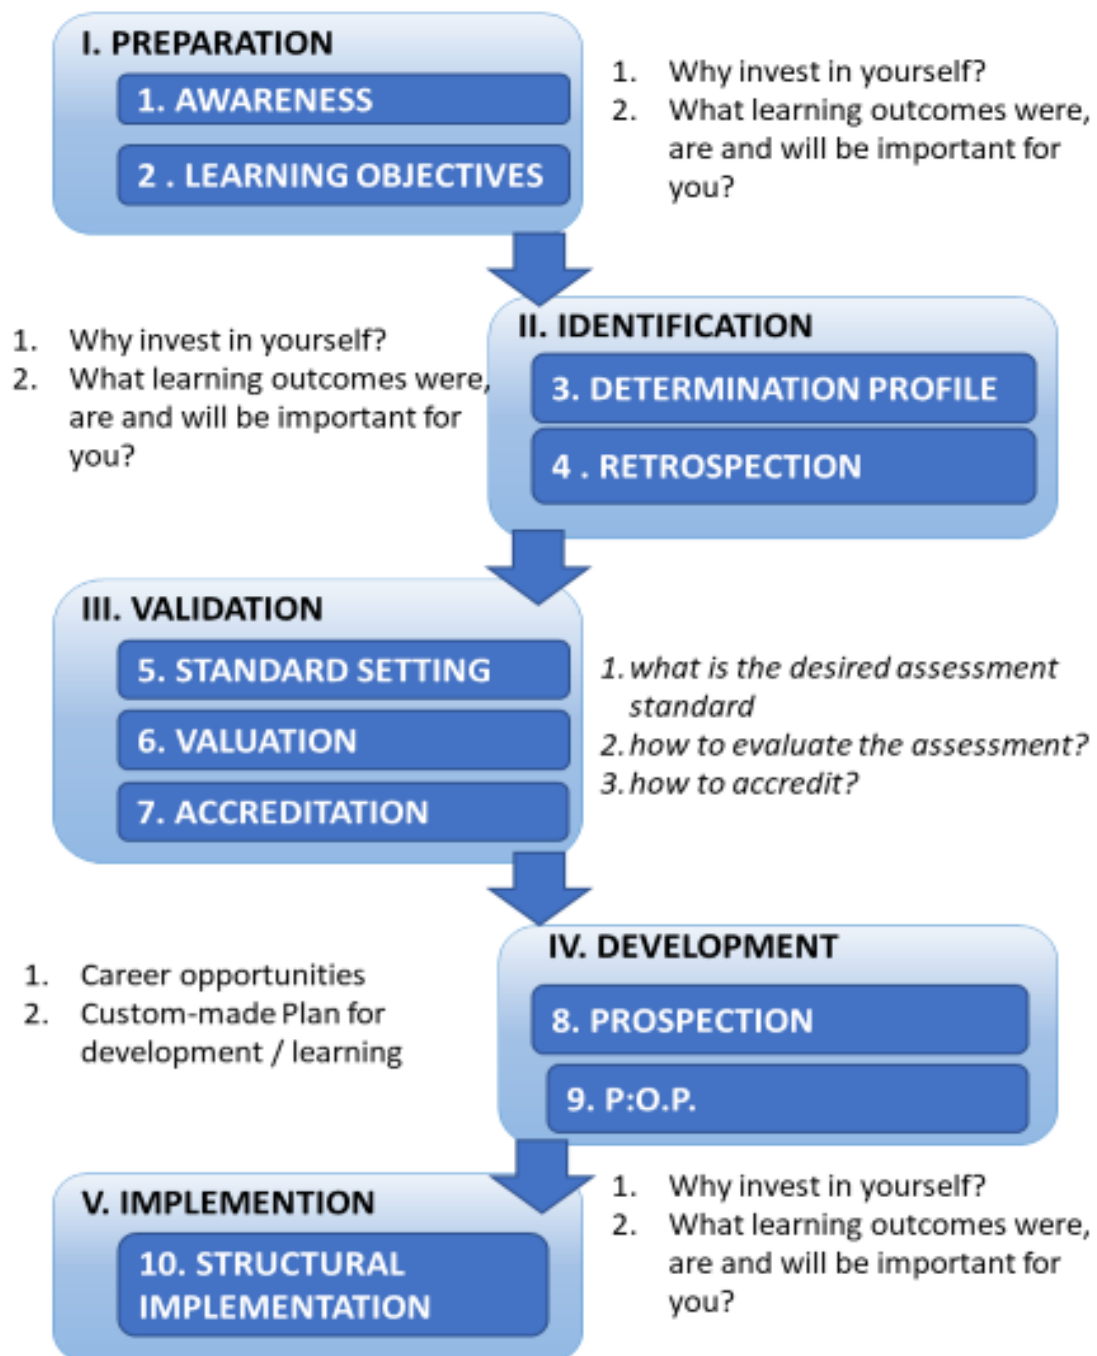 I. PREPARATION
1. AWARENESS
2 . LEARNING OBJECTIVES
1. Why invest in yourself?
2. What learning outcomes were,
are and will be important for
you?
1. Why invest in yourself?
2. What learning outcomes were,
are and will be important for
you?
II. IDENTIFICATION
3. DETERMINATION PROFILE
4 . RETROSPECTION
III. VALIDATION
5. STANDARD SETTING
6. VALUATION
7. ACCREDITATION
1. what is the desired assessment
standard
2. how to evaluate the assessment?
3. how to accredit?
1. Career opportunities
2. Custom-made Plan for
development / learning
IV. DEVELOPMENT
8. PROSPECTION
9. P:O.P.
V. IMPLEMENTION
10. STRUCTURAL
IMPLEMENTATION
1. Why invest in yourself?
2. What learning outcomes were,
are and will be important for
you?